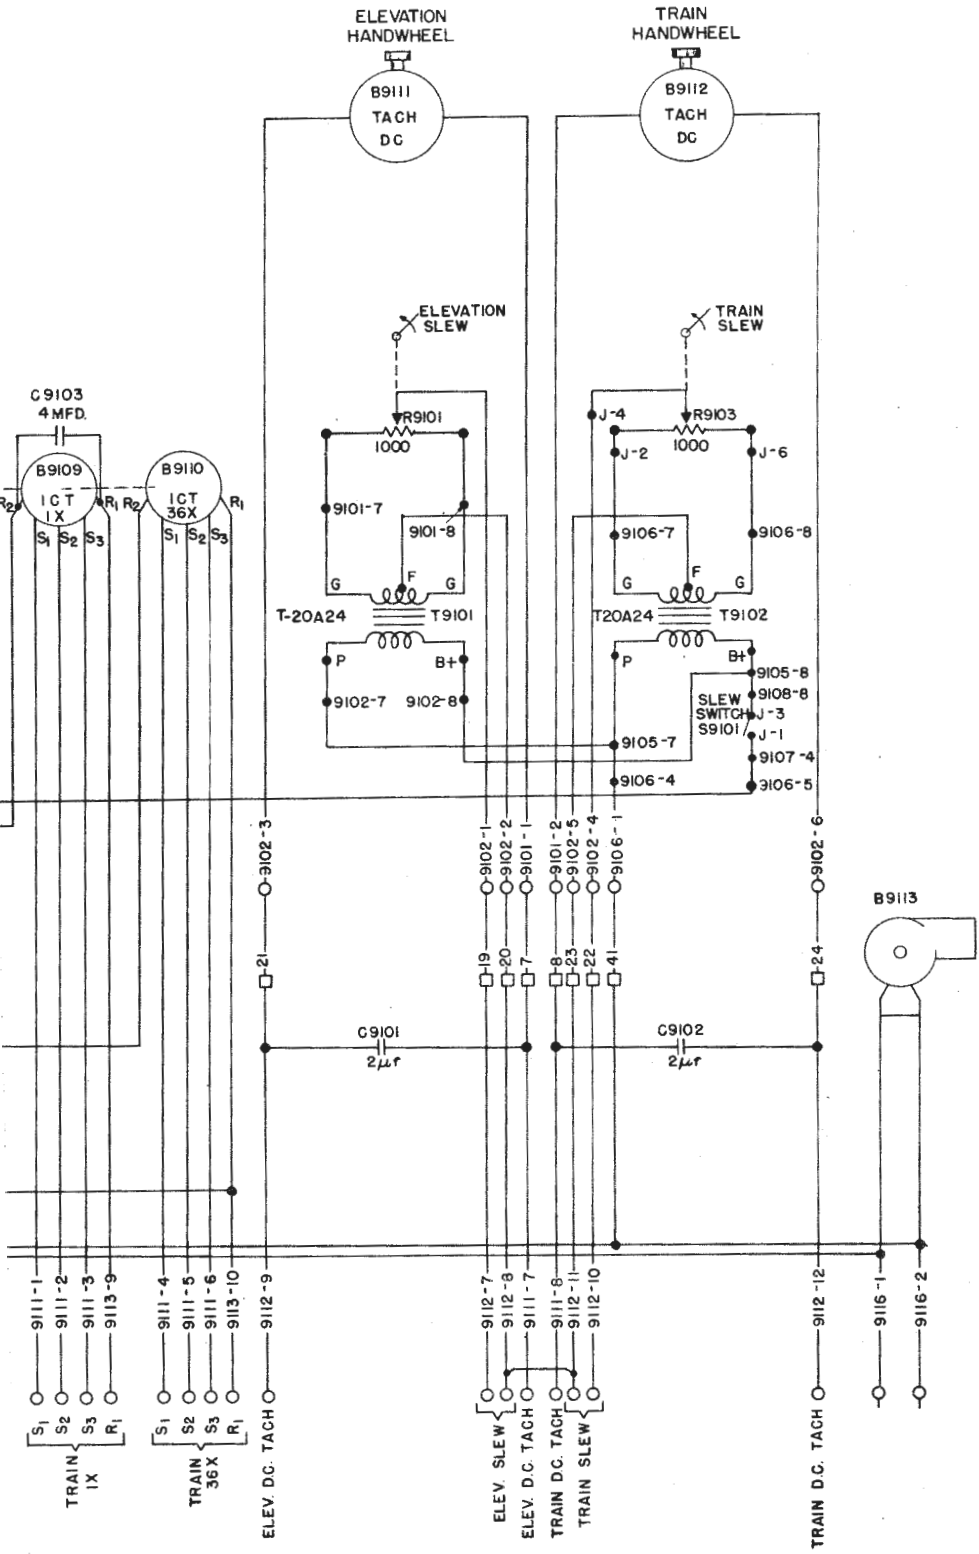 ELEVATION
HANDWHEEL
TRAIN
HANDWHEEL
B9111
TACH
DC
B9112
TACH
DC
ELEVATION
SLEW
TRAIN
SLEW
C9103
4 MFD.
B9109
1CT
1X
R2
R1
S1
S2
S3
B9110
1CT
36X
R2
R1
S1
S2
S3
R9101
1000
J-4
R9103
1000
J-2
J-6
9101-7
9101-8
9106-7
9106-8
G
F
G
G
F
G
T-20A24
T9101
T20A24
T9102
P
B+
P
B+
9102-7
9102-8
9105-8
9108-8
SLEW
SWITCH
S9101
J-3
J-1
9105-7
9107-4
9106-4
9106-5
9102-3
9102-1
9102-2
9101-1
9101-2
9102-5
9102-4
9106-1
9102-6
21
19
20
7
8
23
22
41
24
B9113
C9101
2μf
C9102
2μf
9111-1
9111-2
9111-3
9113-9
9111-4
9111-5
9111-6
9113-10
9112-9
9112-7
9112-8
9111-7
9111-8
9112-11
9112-10
9112-12
9116-1
9116-2
S1
S2
S3
R1
TRAIN
1X
S1
S2
S3
R1
TRAIN
36X
ELEV. D.C. TACH
ELEV. SLEW
ELEV. D.C. TACH
TRAIN D.C. TACH
TRAIN SLEW
TRAIN D.C. TACH